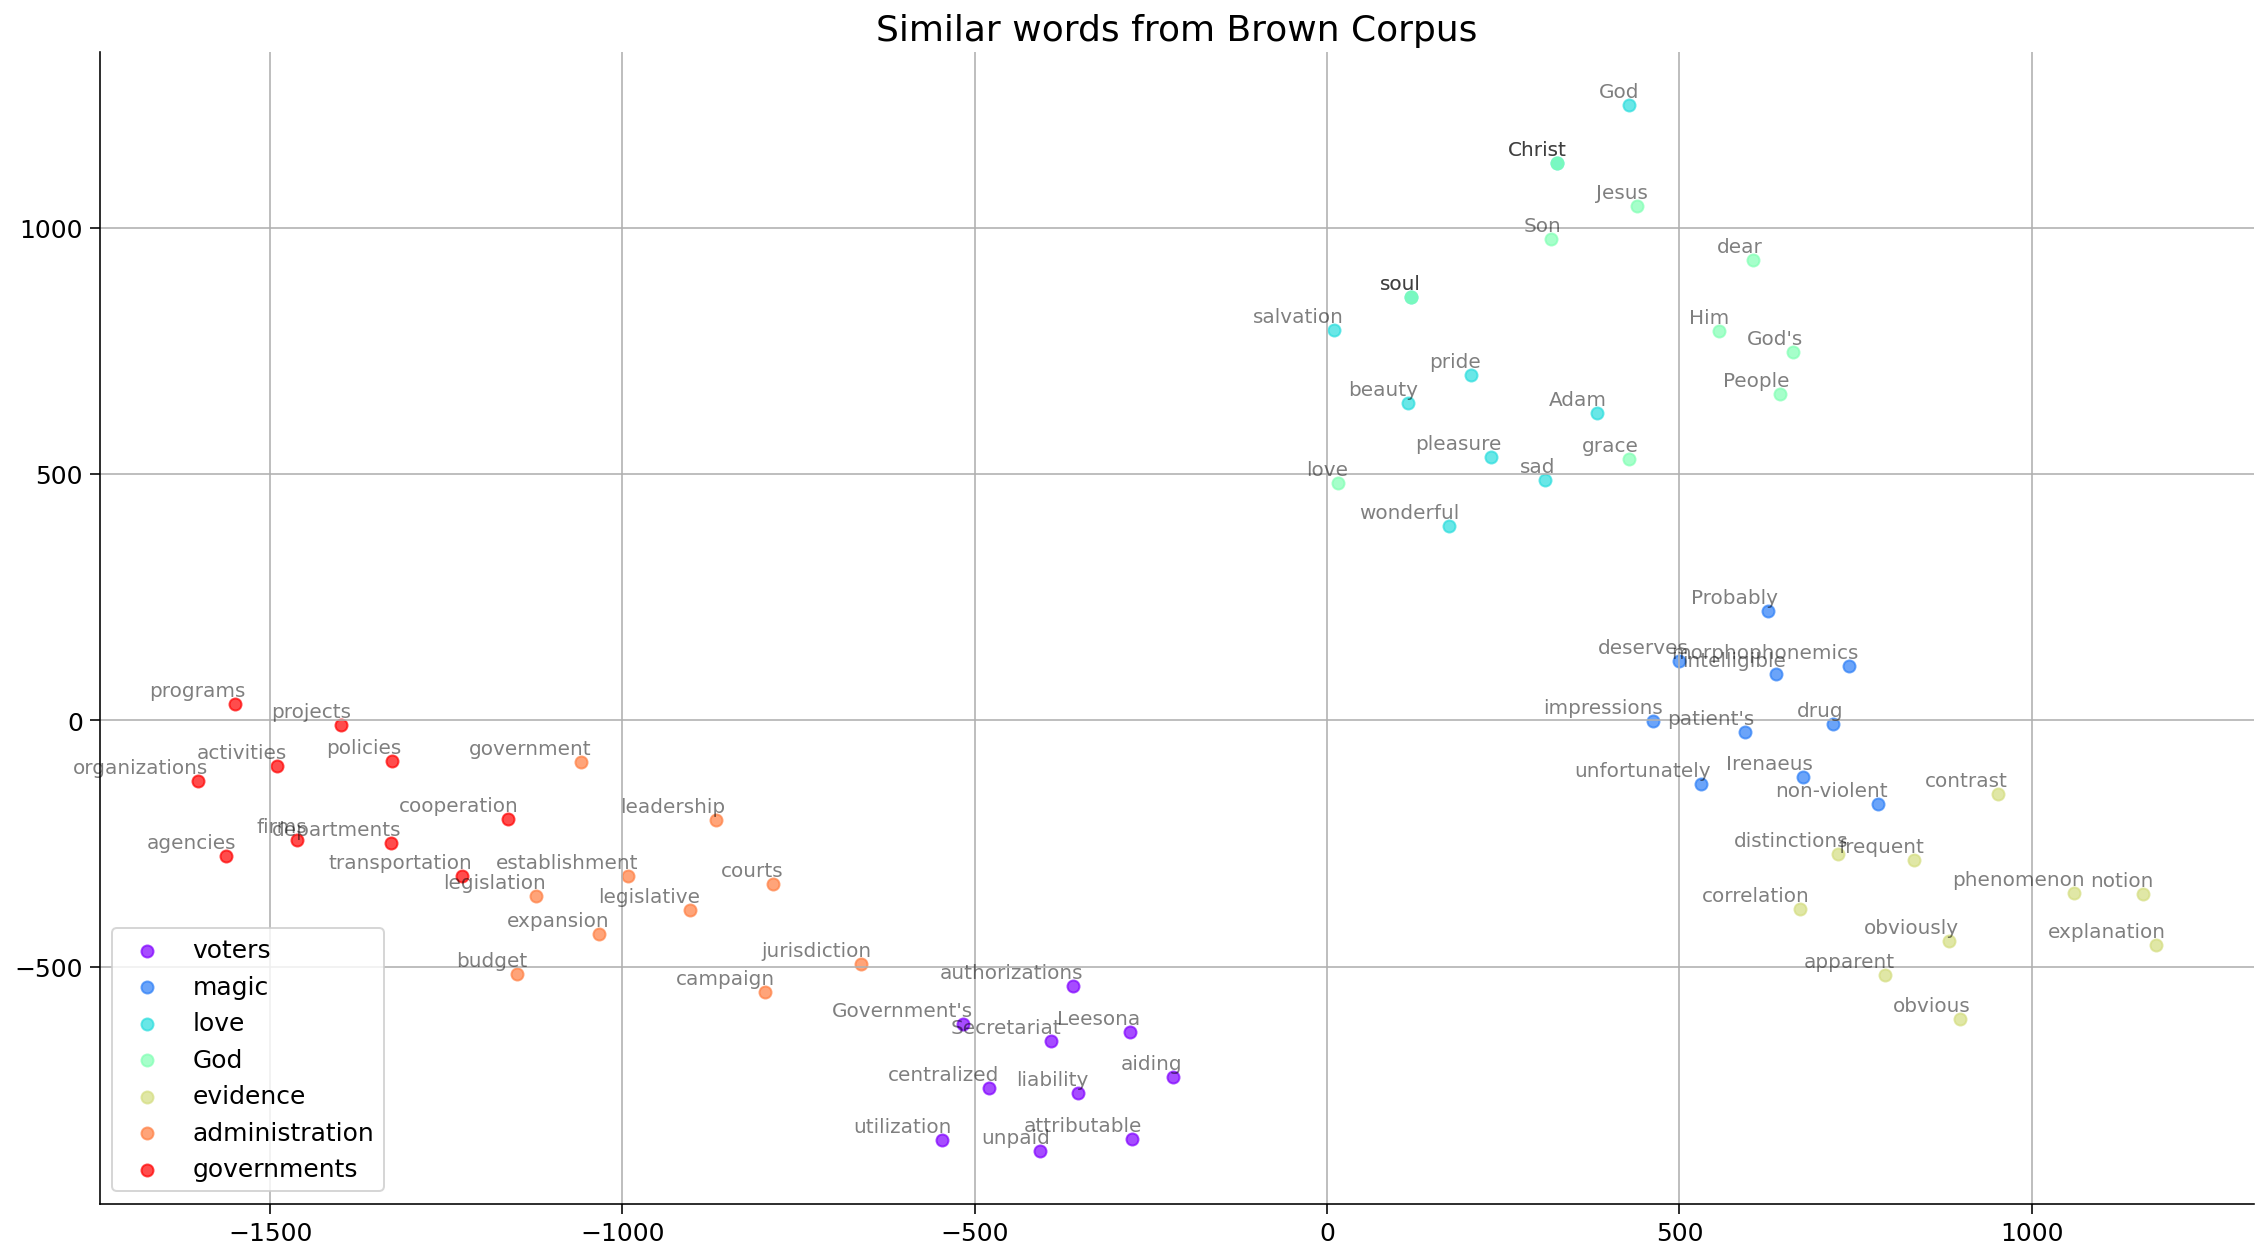 Similar words from Brown Corpus
God
Christ
Jesus
Son
dear
soul
salvation
Him
God's
pride
People
beauty
Adam
pleasure
grace
sad
love
wonderful
Probably
deserves
morphophonemics
intelligible
impressions
patient's
drug
unfortunately
Irenaeus
non-violent
contrast
distinctions
frequent
phenomenon
notion
correlation
obviously
explanation
apparent
obvious
programs
projects
policies
government
activities
organizations
cooperation
leadership
firms
departments
agencies
transportation
establishment
courts
legislation
legislative
expansion
jurisdiction
budget
campaign
authorizations
Government's
Secretariat
Leesona
aiding
centralized
liability
utilization
unpaid
attributable
1000
500
0
−500
−1500
−1000
−500
0
500
1000
voters
magic
love
God
evidence
administration
governments